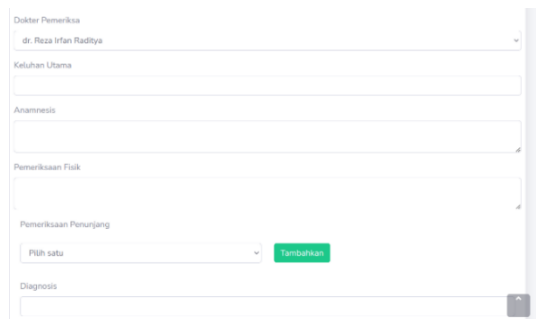 Dokter Pemeriksa
dr. Reza Irfan Raditya
Keluhan Utama
Anamnesis
Pemeriksaan Fisik
Pemeriksaan Penunjang
Pilih satu
Tambahkan
Diagnosis